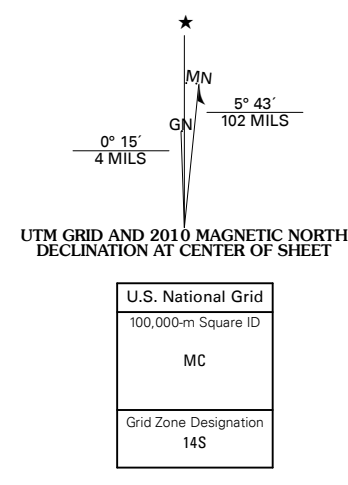 MN
5° 43´
102 MILS
GN
0° 15´
4 MILS
UTM GRID AND 2010 MAGNETIC NORTH
DECLINATION AT CENTER OF SHEET
U.S. National Grid
100,000-m Square ID
MC
Grid Zone Designation
14S